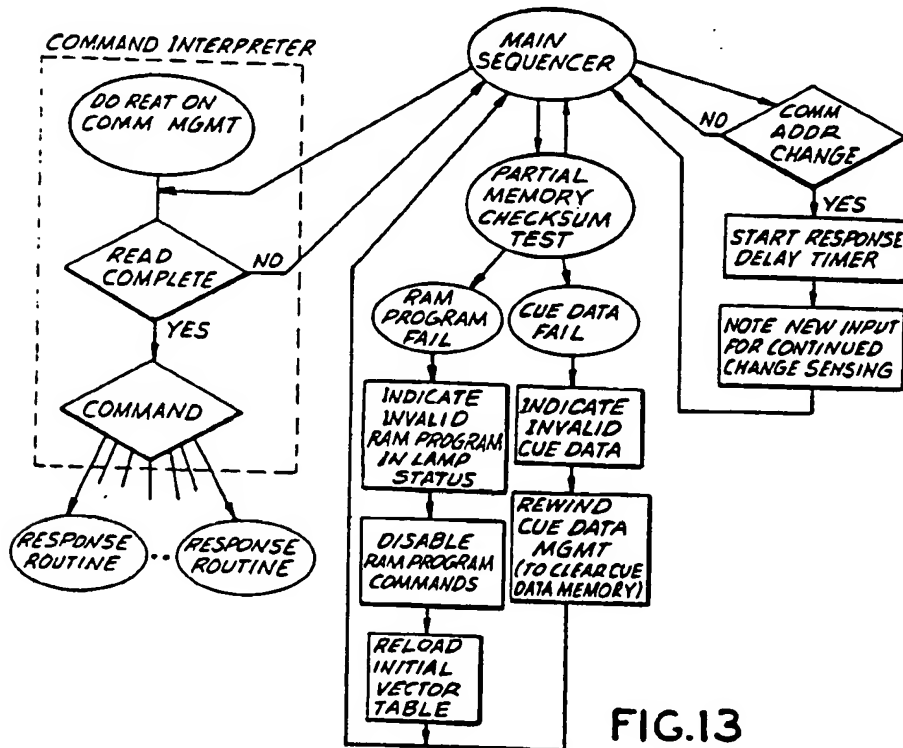 COMMAND INTERPRETER
DO REAT ON
COMM MGMT
READ
COMPLETE
NO
YES
COMMAND
RESPONSE
ROUTINE
..
RESPONSE
ROUTINE
MAIN
SEQUENCER
PARTIAL
MEMORY
CHECKSUM
TEST
RAM
PROGRAM
FAIL
INDICATE
INVALID
RAM PROGRAM
IN LAMP
STATUS
DISABLE
RAM PROGRAM
COMMANDS
RELOAD
INITIAL
VECTOR
TABLE
CUE DATA
FAIL
INDICATE
INVALID
CUE DATA
REWIND
CUE DATA
MGMT
(TO CLEAR CUE
DATA MEMORY)
NO
COMM
ADDR
CHANGE
YES
START RESPONSE
DELAY TIMER
NOTE NEW INPUT
FOR CONTINUED
CHANGE SENSING
FIG.13